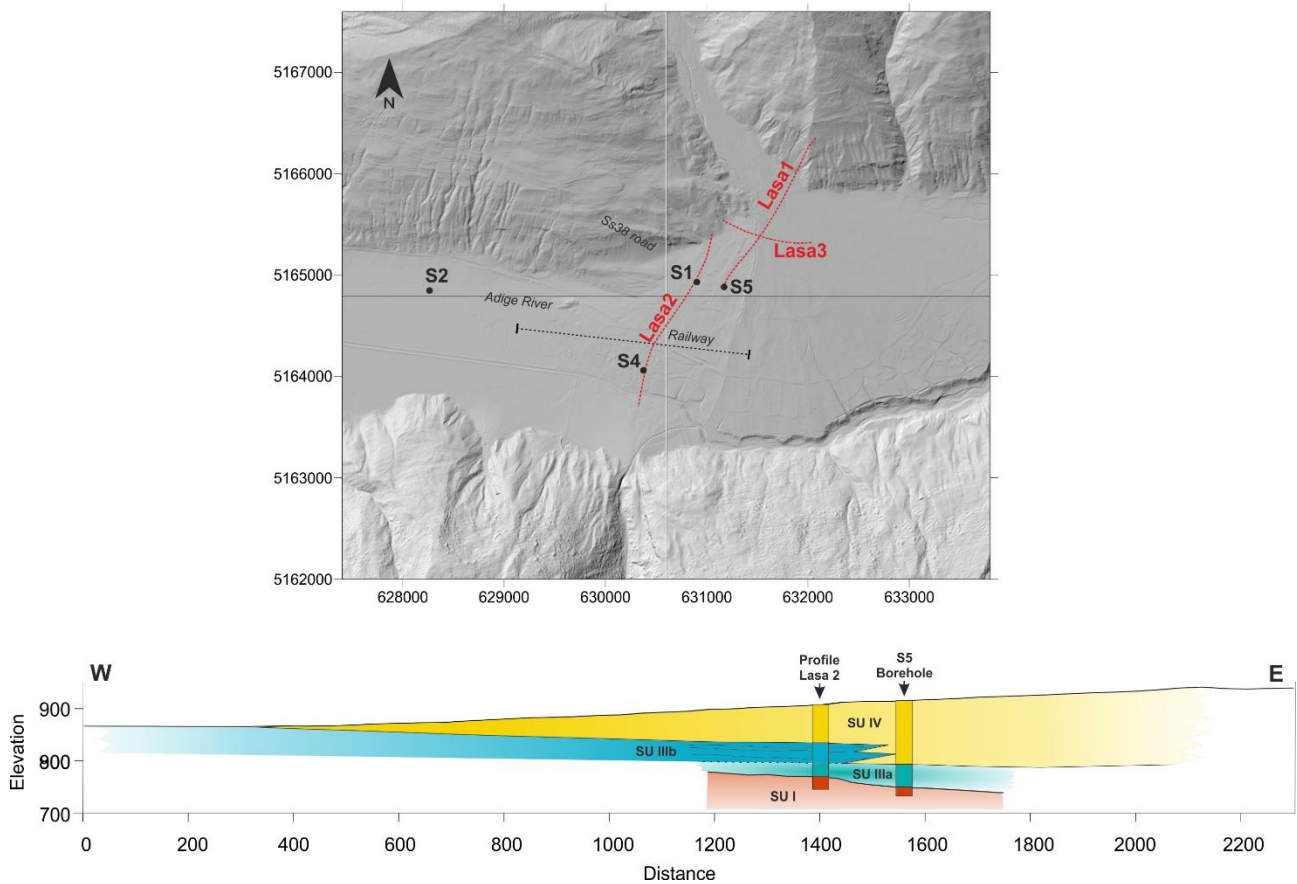 5167000
5166000
5165000
5164000
5163000
5162000
N
Lasa1
Ss38 road
Lasa3
S1
S5
S2
Adige River
Lasa2
Railway
S4
628000 629000 630000 631000 632000 633000
W
Profile
Lasa 2
S5
Borehole
E
Elevation
900
800
700
SU IV
SU IIIb
SU IIIa
SU I
0 200 400 600 800 1000 1200 1400 1600 1800 2000 2200
Distance